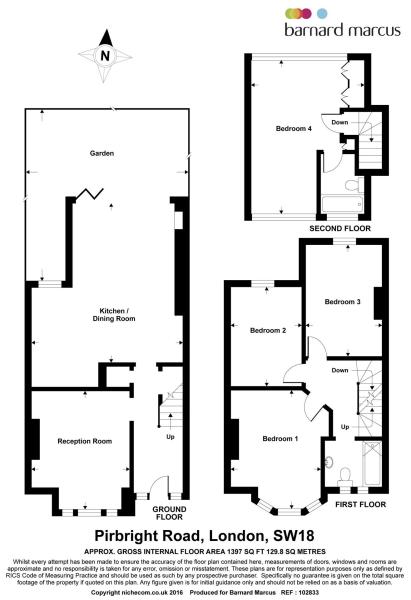 barnard marcus
N
Garden
Kitchen /
Dining Room
Reception Room
Up
GROUND
FLOOR
Bedroom 4
Down
SECOND FLOOR
Bedroom 3
Bedroom 2
Down
Bedroom 1
Up
FIRST FLOOR
Pirbright Road, London, SW18
APPROX. GROSS INTERNAL FLOOR AREA 1397 SQ FT 129.8 SQ METRES
Whilst every attempt has been made to ensure the accuracy of the floor plan contained here, measurements of doors, windows and rooms are
approximate and no responsibility is taken for any error, omission or misstatement. These plans are for representation purposes only as defined by
RICS Code of Measuring Practice and should be used as such by any prospective purchaser. Specifically no guarantee is given on the total square
footage of the property if quoted on this plan. Any figure given is for initial guidance only and should not be relied on as a basis of valuation.
Copyright nichecom.co.uk 2016 Produced for Barnard Marcus REF : 102833